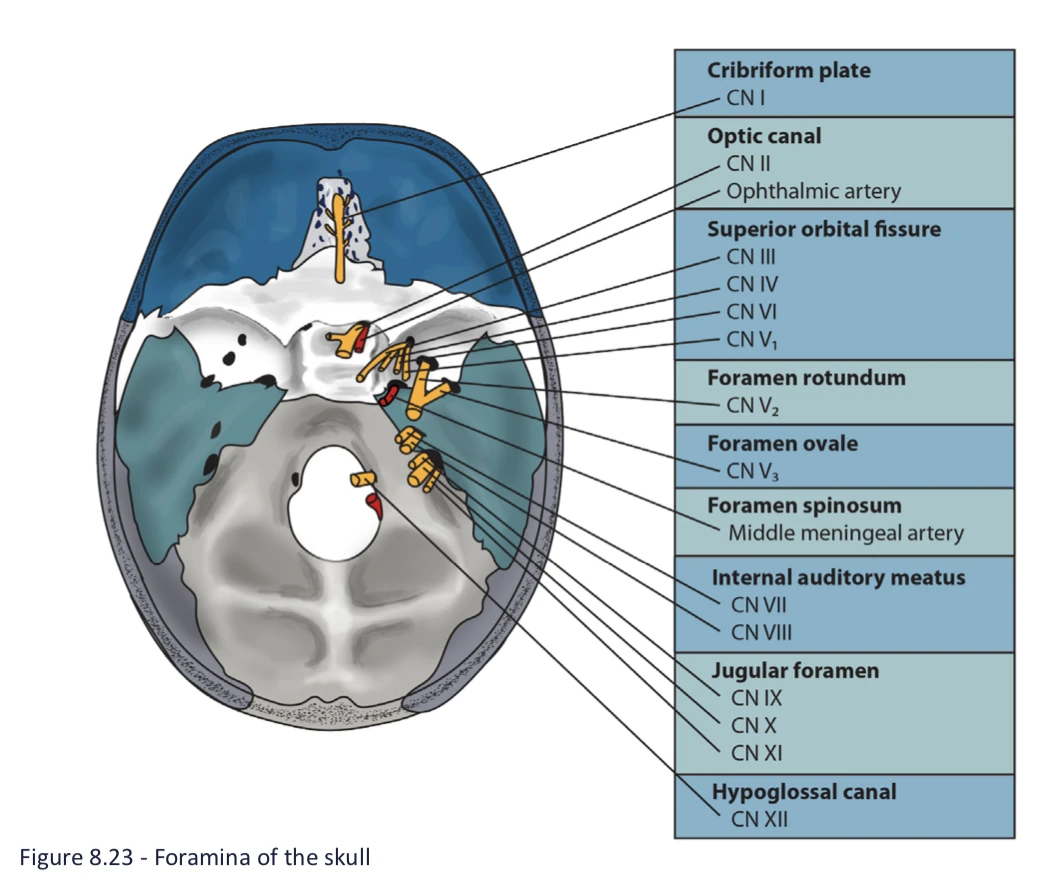 Cribriform plate
CN I
Optic canal
CN II
Ophthalmic artery
Superior orbital fissure
CN III
CN IV
CN VI
CN V₁
Foramen rotundum
CN V₂
Foramen ovale
CN V₃
Foramen spinosum
Middle meningeal artery
Internal auditory meatus
CN VII
CN VIII
Jugular foramen
CN IX
CN X
CN XI
Hypoglossal canal
CN XII
Figure 8.23 - Foramina of the skull